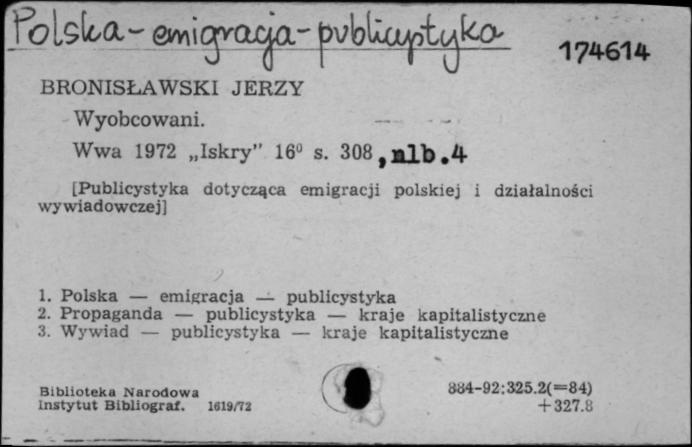 Polska - emigracja - publicystyka
174614
BRONISŁAWSKI JERZY
Wyobcowani.
Wwa 1972 „Iskry” 16⁰ s. 308, nlb.4
[Publicystyka dotycząca emigracji polskiej i działalności
wywiadowczej]
1. Polska — emigracja — publicystyka
2. Propaganda — publicystyka — kraje kapitalistyczne
3. Wywiad — publicystyka — kraje kapitalistyczne
Biblioteka Narodowa
Instytut Bibliograf. 1619/72
884-92:325.2(=84)
+327.8